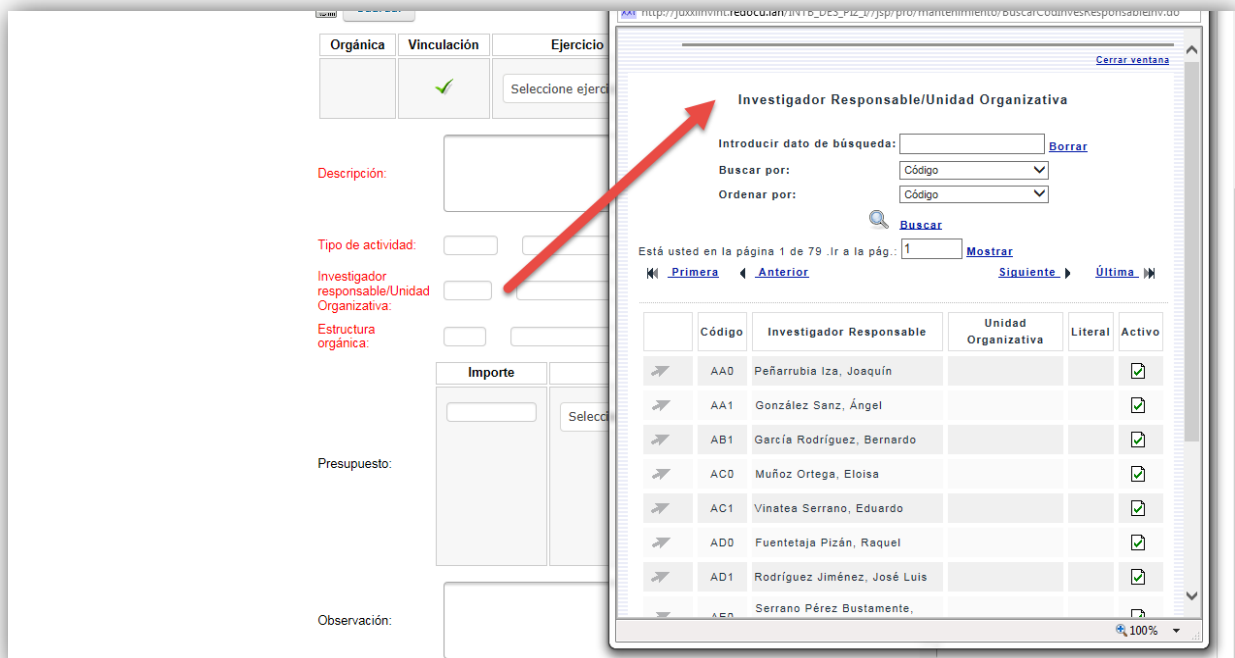 Orgánica Vinculación Ejercicio
Seleccione ejerci
Descripción:
Tipo de actividad:
Investigador
responsable/Unidad
Organizativa:
Estructura
orgánica:
Importe
Selecci
Presupuesto:
Observación:
Cerrar ventana
Investigador Responsable/Unidad Organizativa
Introducir dato de búsqueda: Borrar
Buscar por: Código
Ordenar por: Código
Buscar
Está usted en la página 1 de 79 .Ir a la pág.: 1 Mostrar
Primera Anterior Siguiente Última
Código Investigador Responsable Unidad Organizativa Literal Activo
AA0 Peñarrubia Iza, Joaquín
AA1 González Sanz, Ángel
AB1 García Rodríguez, Bernardo
AC0 Muñoz Ortega, Eloisa
AC1 Vinatea Serrano, Eduardo
AD0 Fuentetaja Pizán, Raquel
AD1 Rodríguez Jiménez, José Luis
AE0 Serrano Pérez Bustamente,
100%